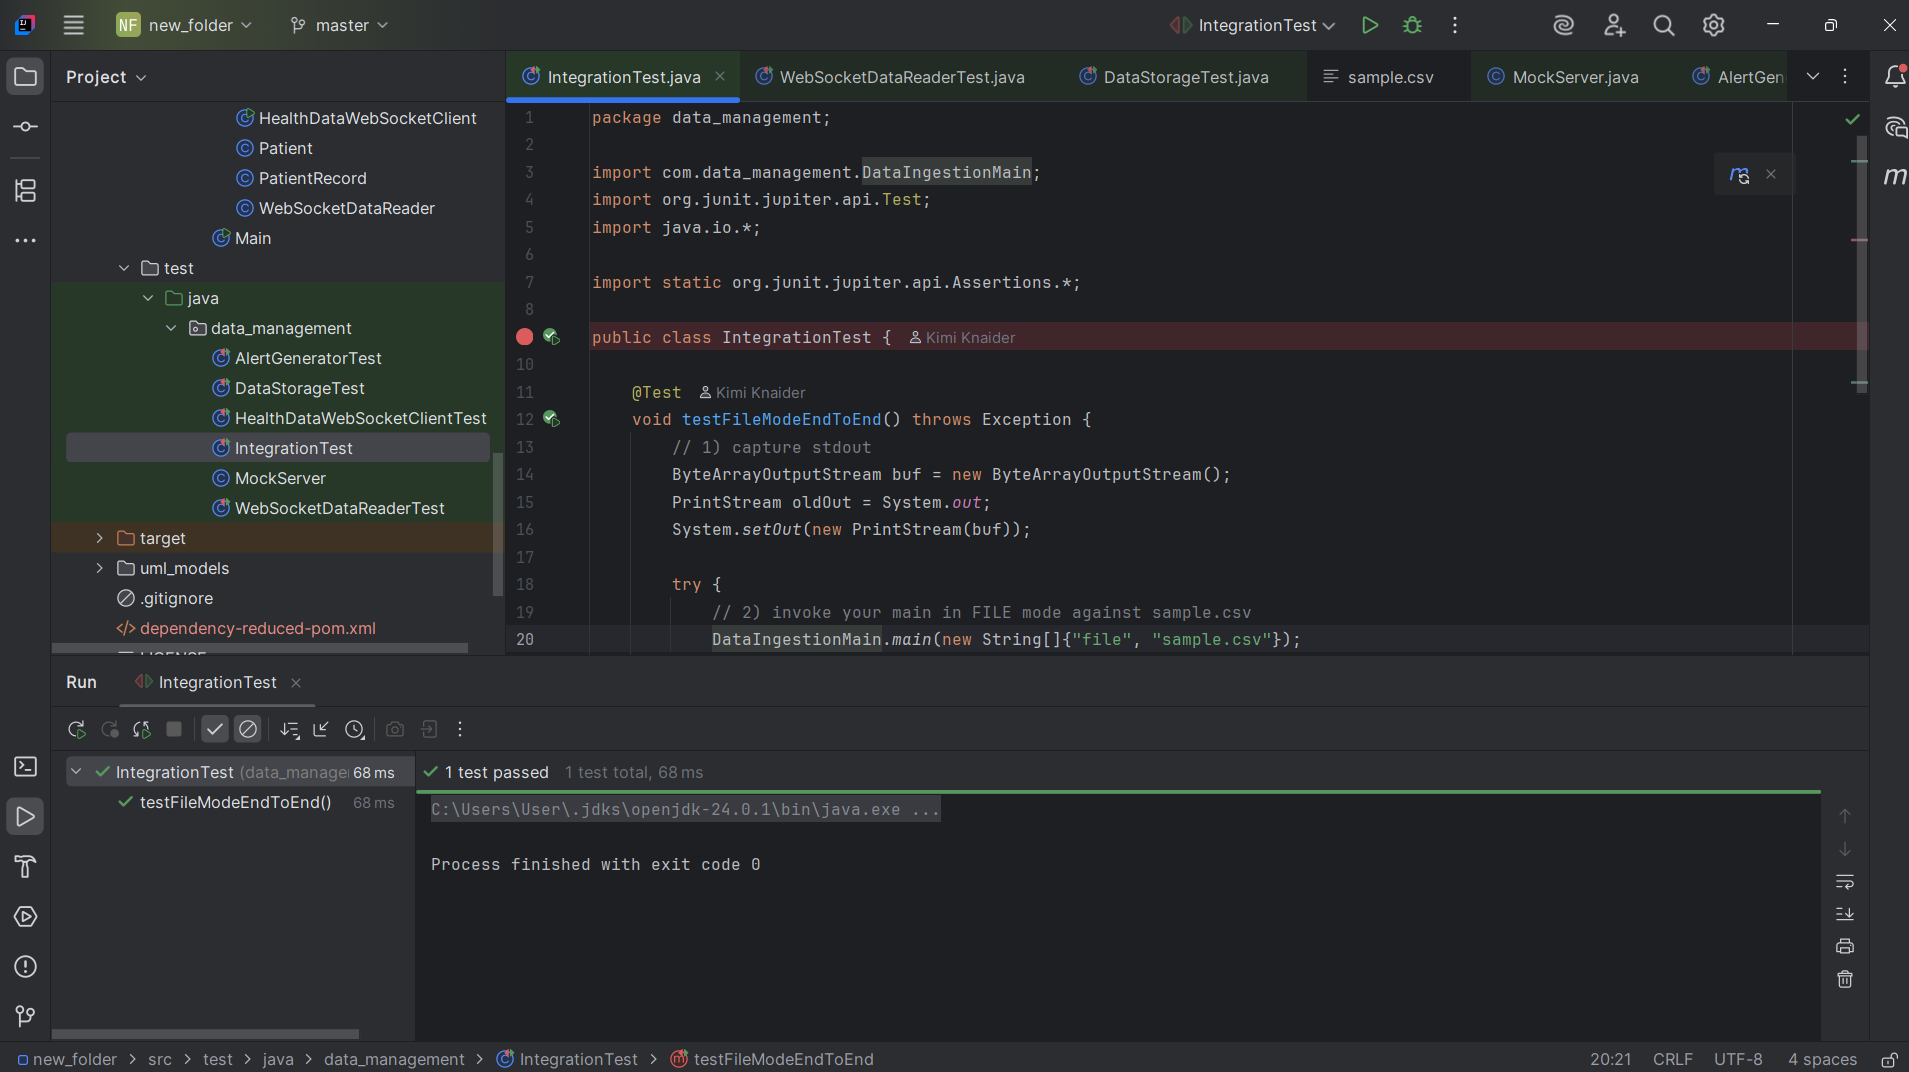 NF new_folder master IntegrationTest
Project
IntegrationTest.java WebSocketDataReaderTest.java DataStorageTest.java sample.csv MockServer.java AlertGen
HealthDataWebSocketClient
Patient
PatientRecord
WebSocketDataReader
Main
test
java
data_management
AlertGeneratorTest
DataStorageTest
HealthDataWebSocketClientTest
IntegrationTest
MockServer
WebSocketDataReaderTest
target
uml_models
.gitignore
dependency-reduced-pom.xml
1 package data_management;
2
3 import com.data_management.DataIngestionMain;
4 import org.junit.jupiter.api.Test;
5 import java.io.*;
6
7 import static org.junit.jupiter.api.Assertions.*;
8
public class IntegrationTest { Kimi Knaider
10
11 @Test Kimi Knaider
12 void testFileModeEndToEnd() throws Exception {
13 // 1) capture stdout
14 ByteArrayOutputStream buf = new ByteArrayOutputStream();
15 PrintStream oldOut = System.out;
16 System.setOut(new PrintStream(buf));
17
18 try {
19 // 2) invoke your main in FILE mode against sample.csv
20 DataIngestionMain.main(new String[]{"file", "sample.csv"});
Run IntegrationTest
IntegrationTest (data_manage 68 ms
testFileModeEndToEnd() 68 ms
1 test passed 1 test total, 68 ms
C:\Users\User\.jdks\openjdk-24.0.1\bin\java.exe ...
Process finished with exit code 0
new_folder > src > test > java > data_management > IntegrationTest > testFileModeEndToEnd
20:21 CRLF UTF-8 4 spaces